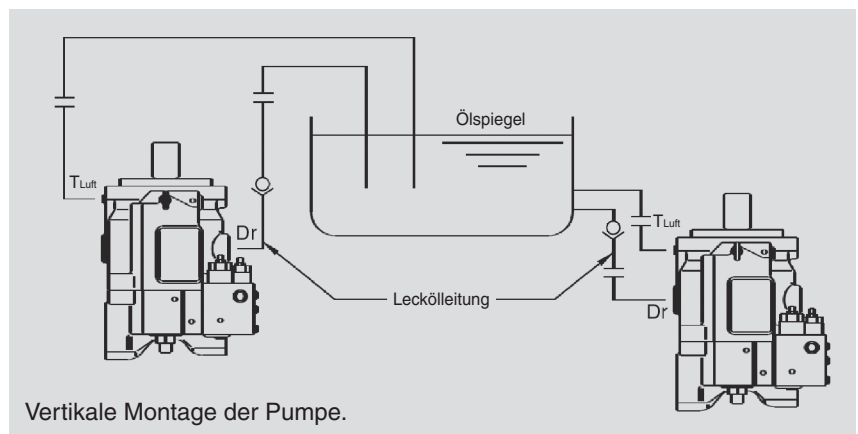 Ölspiegel
TLuft
TLuft
Dr
Leckölleitung
Dr
Vertikale Montage der Pumpe.